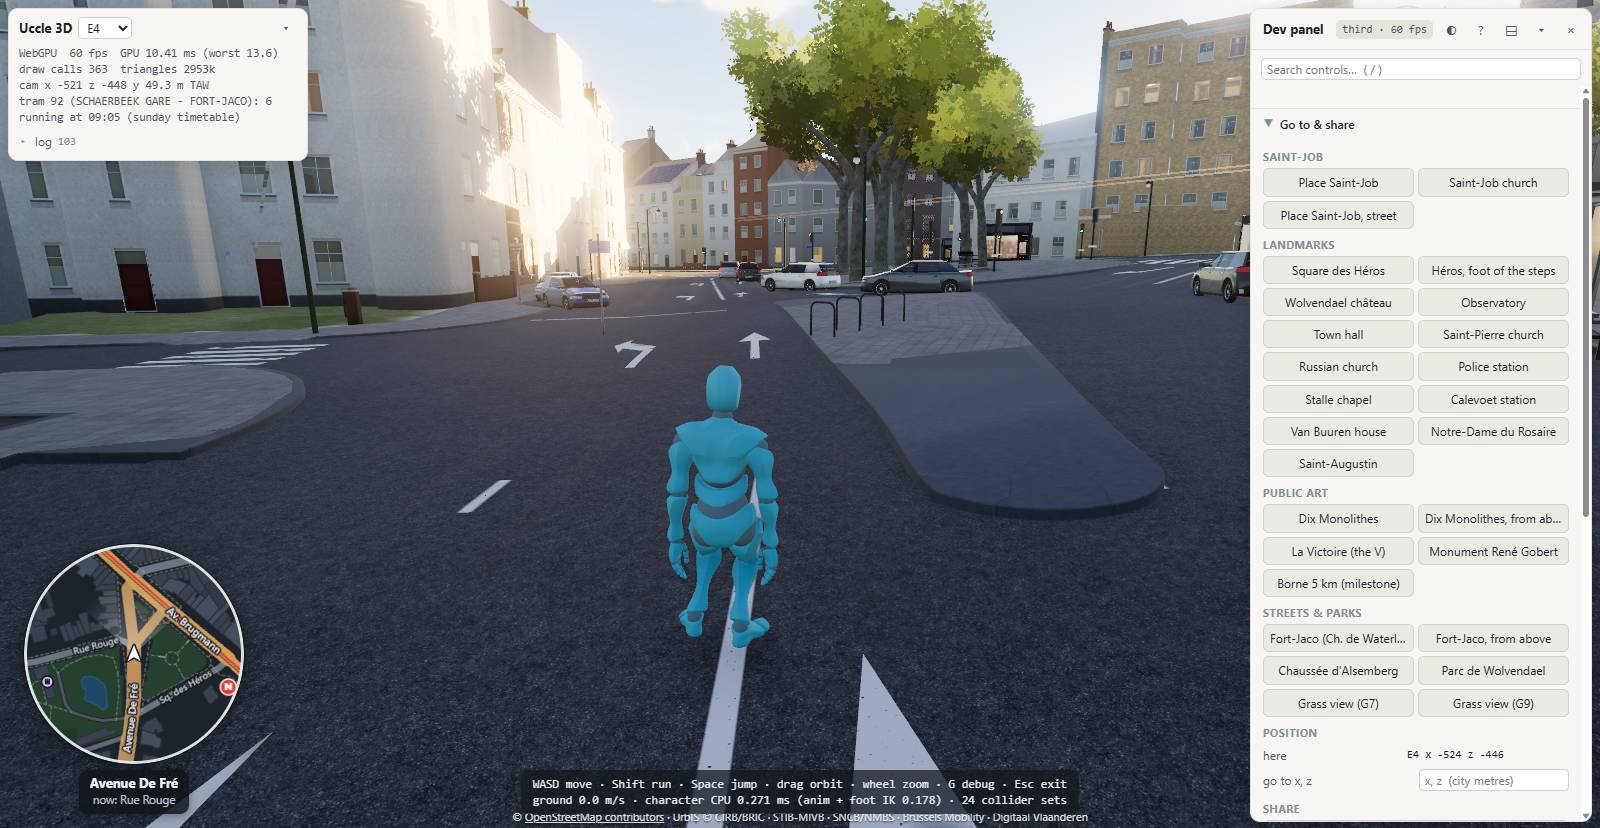 Uccle 3D E4
WebGPU 60 fps GPU 10.41 ms (worst 13.6)
draw calls 363 triangles 2953k
cam x -521 z -448 y 49.3 m TAW
tram 92 (SCHAERBEEK GARE - FORT-JACO): 6
running at 09:05 (sunday timetable)
log 103
Av. Brugmann
Rue Rouge
Sq. des Héros
Avenue De Fré
Avenue De Fré
now: Rue Rouge
WASD move · Shift run · Space jump · drag orbit · wheel zoom · G debug · Esc exit
ground 0.0 m/s · character CPU 0.271 ms (anim + foot IK 0.178) · 24 collider sets
© OpenStreetMap contributors · UrbIS © CIRB/BRIC · STIB-MIVB · SNCB/NMBS · Brussels Mobility · Digitaal Vlaanderen
Dev panel third · 60 fps ?
Search controls... (/)
Go to & share
SAINT-JOB
Place Saint-Job Saint-Job church
Place Saint-Job, street
LANDMARKS
Square des Héros Héros, foot of the steps
Wolvendael château Observatory
Town hall Saint-Pierre church
Russian church Police station
Stalle chapel Calevoet station
Van Buuren house Notre-Dame du Rosaire
Saint-Augustin
PUBLIC ART
Dix Monolithes Dix Monolithes, from ab...
La Victoire (the V) Monument René Gobert
Borne 5 km (milestone)
STREETS & PARKS
Fort-Jaco (Ch. de Waterl... Fort-Jaco, from above
Chaussée d'Alsemberg Parc de Wolvendael
Grass view (G7) Grass view (G9)
POSITION
here E4 x -524 z -446
go to x, z x, z (city metres)
SHARE